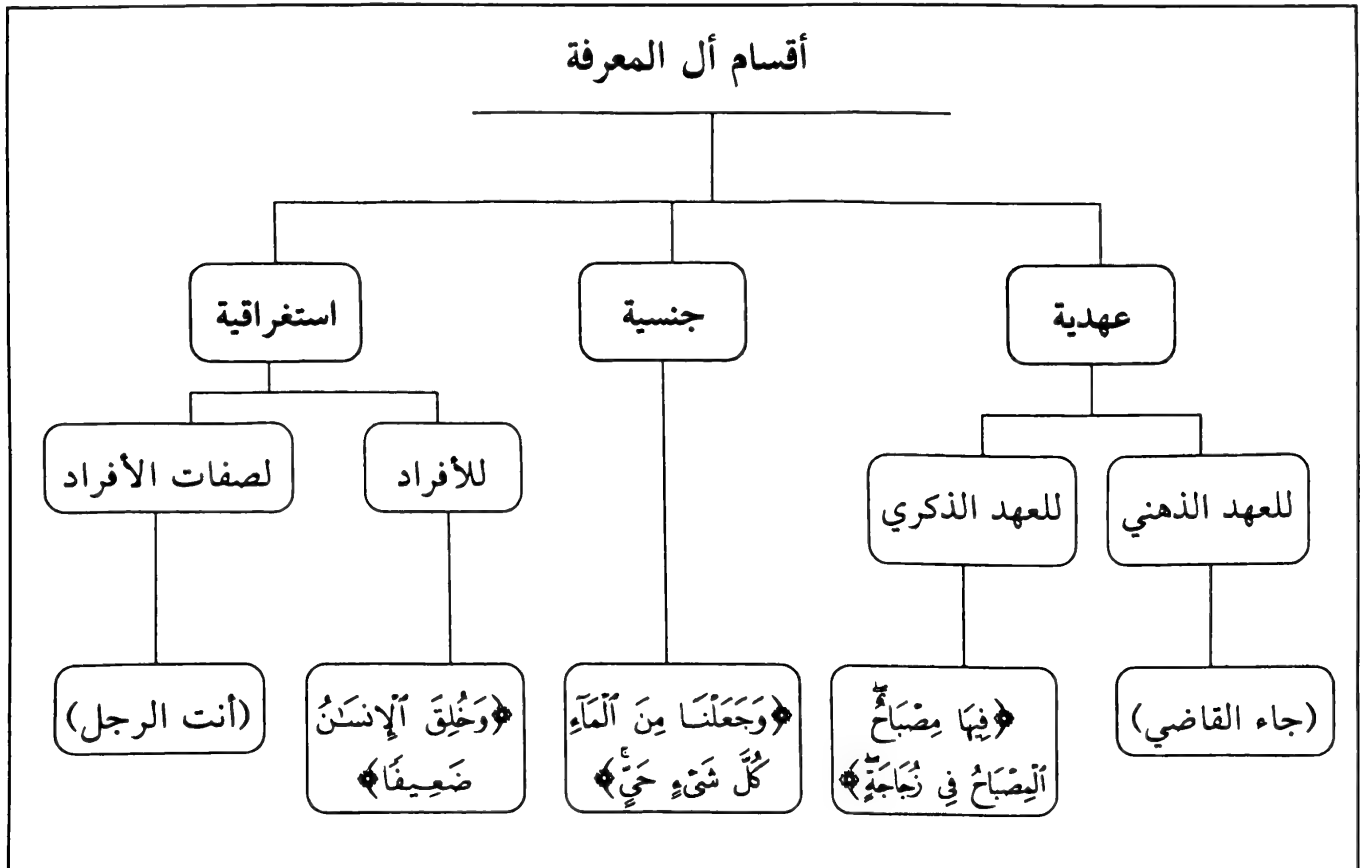 أقسام أل المعرفة
عهدية
جنسية
استغراقية
للعهد الذهني
للعهد الذكري
للأفراد
لصفات الأفراد
(جاء القاضي)
﴿فِيهَا مِصْبَاحٌۖ
ٱلْمِصْبَاحُ فِي زُجَاجَةٍۖ﴾
﴿وَجَعَلْنَا مِنَ ٱلْمَآءِ
كُلَّ شَىْءٍ حَيٍّۚ﴾
﴿وَخُلِقَ ٱلْإِنسَـٰنُ
ضَعِيفًا﴾
(أنت الرجل)